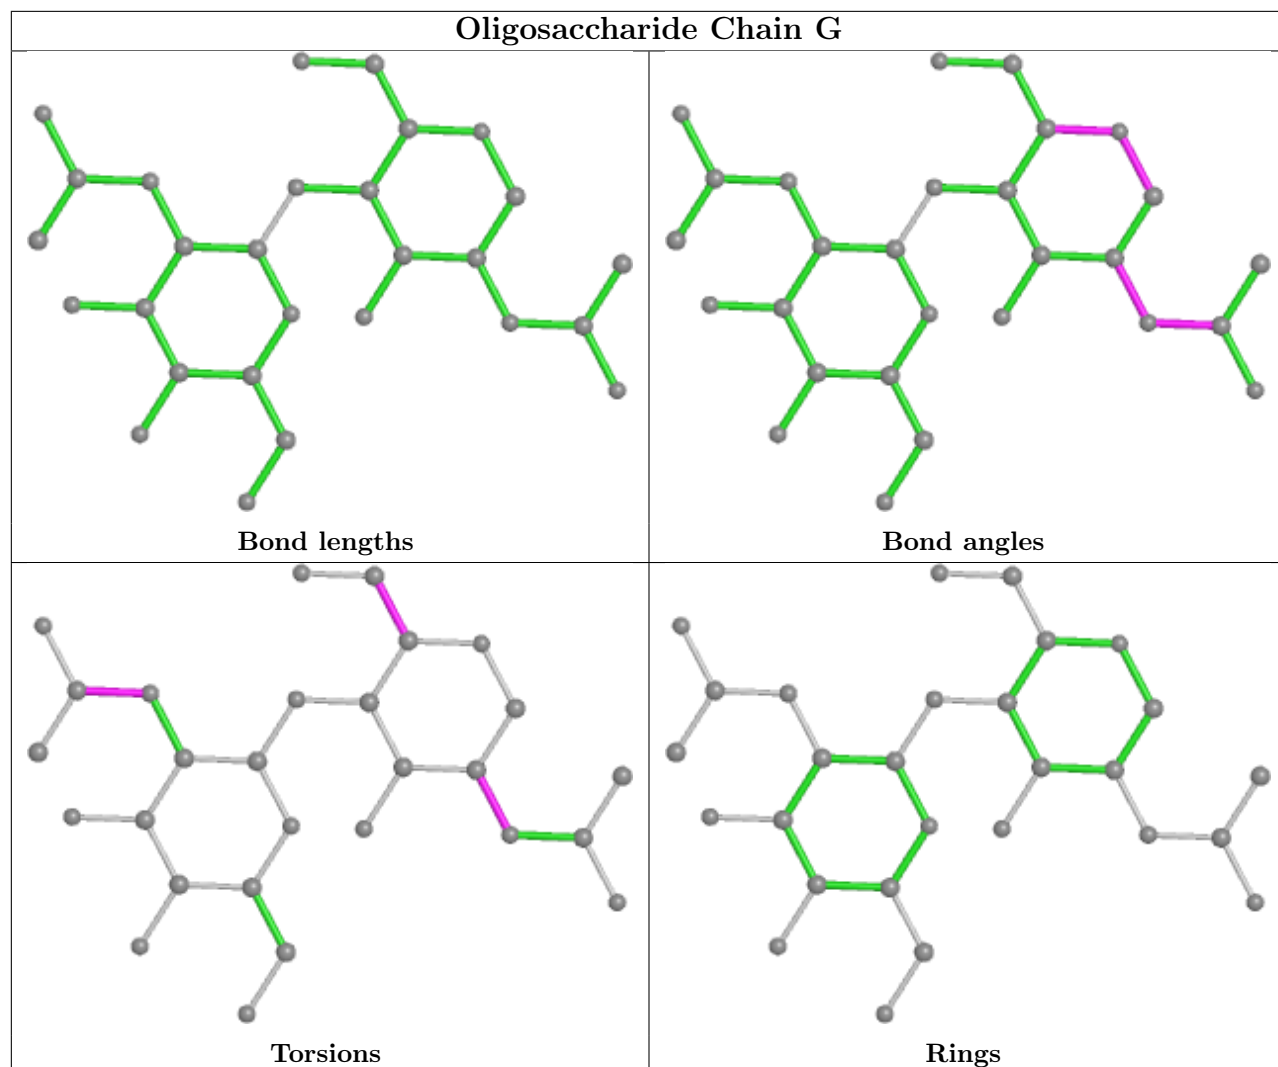 Oligosaccharide Chain G
Bond lengths
Bond angles
Torsions
Rings